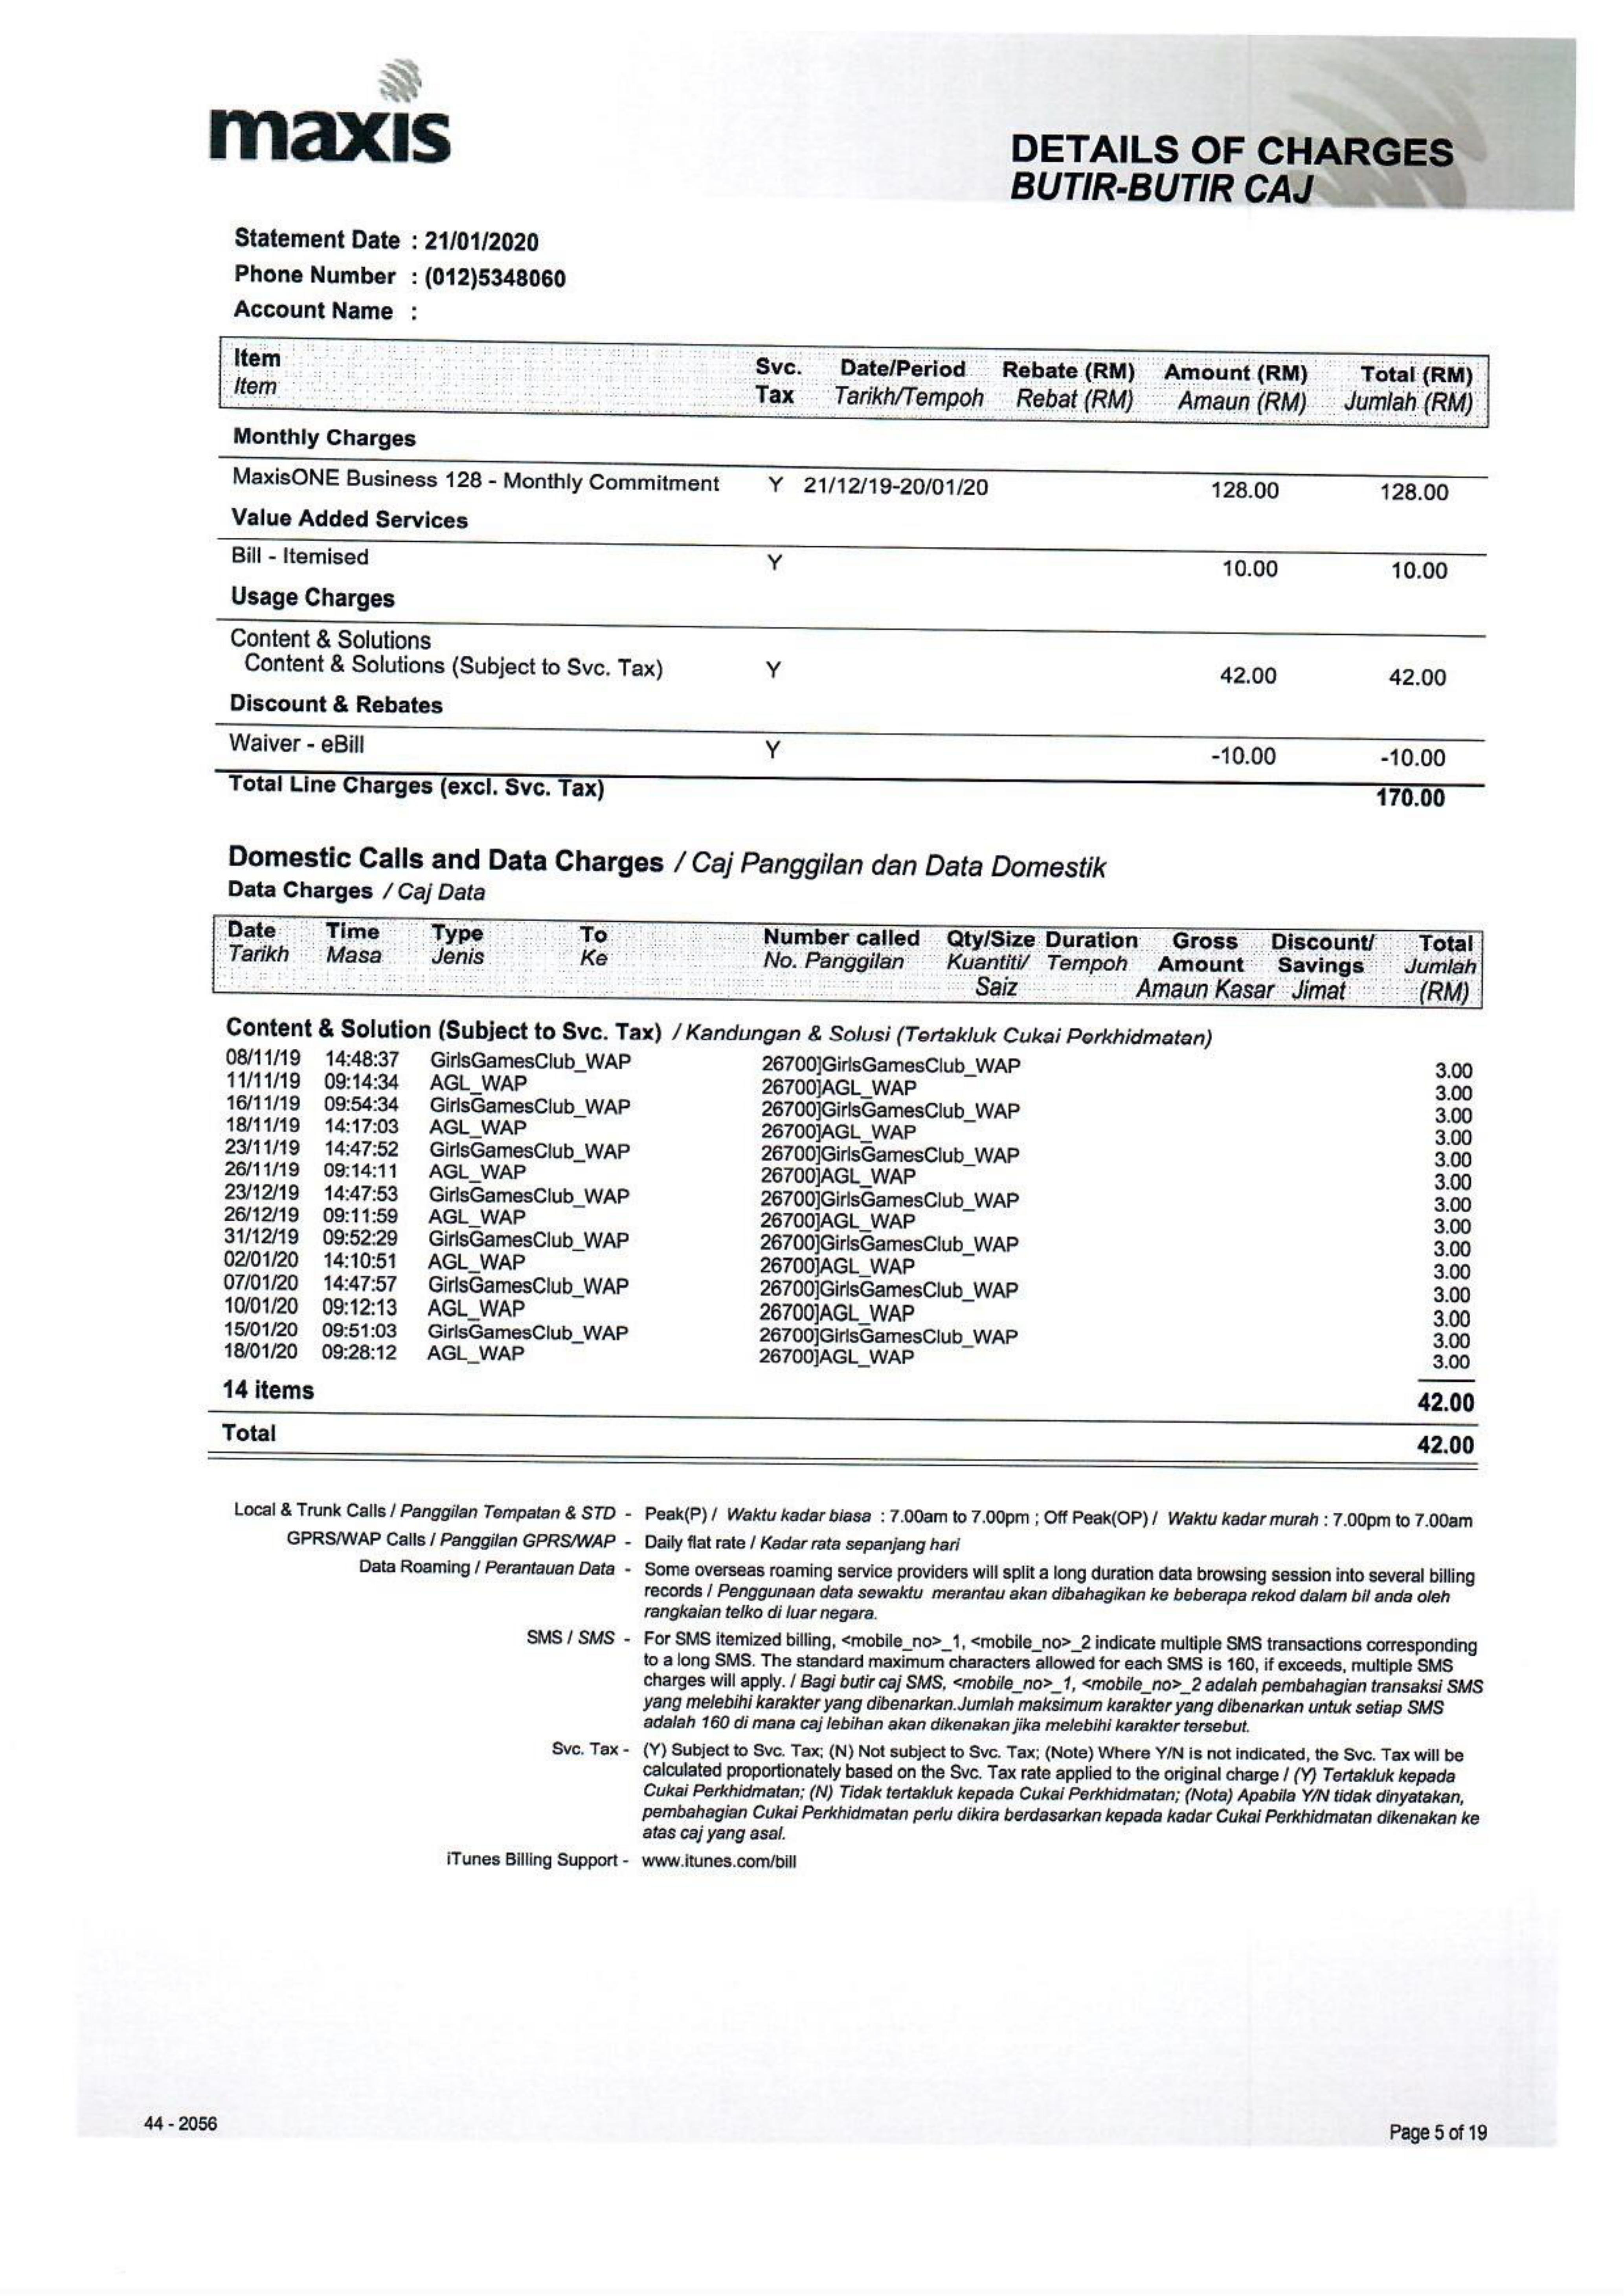 maxis
DETAILS OF CHARGES
BUTIR-BUTIR CAJ
Statement Date : 21/01/2020
Phone Number : (012)5348060
Account Name :
Item Svc. Date/Period Rebate (RM) Amount (RM) Total (RM)
Item Tax Tarikh/Tempoh Rebat (RM) Amaun (RM) Jumlah (RM)
Monthly Charges
MaxisONE Business 128 - Monthly Commitment Y 21/12/19-20/01/20 128.00 128.00
Value Added Services
Bill - Itemised Y 10.00 10.00
Usage Charges
Content & Solutions
Content & Solutions (Subject to Svc. Tax) Y 42.00 42.00
Discount & Rebates
Waiver - eBill Y -10.00 -10.00
Total Line Charges (excl. Svc. Tax) 170.00
Domestic Calls and Data Charges / Caj Panggilan dan Data Domestik
Data Charges / Caj Data
Date Time Type To Number called Qty/Size Duration Gross Discount/ Total
Tarikh Masa Jenis Ke No. Panggilan Kuantiti/ Tempoh Amount Savings Jumlah
Saiz Amaun Kasar Jimat (RM)
Content & Solution (Subject to Svc. Tax) / Kandungan & Solusi (Tertakluk Cukai Perkhidmatan)
08/11/19 14:48:37 GirlsGamesClub_WAP 26700]GirlsGamesClub_WAP 3.00
11/11/19 09:14:34 AGL_WAP 26700]AGL_WAP 3.00
16/11/19 09:54:34 GirlsGamesClub_WAP 26700]GirlsGamesClub_WAP 3.00
18/11/19 14:17:03 AGL_WAP 26700]AGL_WAP 3.00
23/11/19 14:47:52 GirlsGamesClub_WAP 26700]GirlsGamesClub_WAP 3.00
26/11/19 09:14:11 AGL_WAP 26700]AGL_WAP 3.00
23/12/19 14:47:53 GirlsGamesClub_WAP 26700]GirlsGamesClub_WAP 3.00
26/12/19 09:11:59 AGL_WAP 26700]AGL_WAP 3.00
31/12/19 09:52:29 GirlsGamesClub_WAP 26700]GirlsGamesClub_WAP 3.00
02/01/20 14:10:51 AGL_WAP 26700]AGL_WAP 3.00
07/01/20 14:47:57 GirlsGamesClub_WAP 26700]GirlsGamesClub_WAP 3.00
10/01/20 09:12:13 AGL_WAP 26700]AGL_WAP 3.00
15/01/20 09:51:03 GirlsGamesClub_WAP 26700]GirlsGamesClub_WAP 3.00
18/01/20 09:28:12 AGL_WAP 26700]AGL_WAP 3.00
14 items 42.00
Total 42.00
Local & Trunk Calls / Panggilan Tempatan & STD - Peak(P) / Waktu kadar biasa : 7.00am to 7.00pm ; Off Peak(OP) / Waktu kadar murah : 7.00pm to 7.00am
GPRS/WAP Calls / Panggilan GPRS/WAP - Daily flat rate / Kadar rata sepanjang hari
Data Roaming / Perantauan Data - Some overseas roaming service providers will split a long duration data browsing session into several billing
records / Penggunaan data sewaktu merantau akan dibahagikan ke beberapa rekod dalam bil anda oleh
rangkaian telko di luar negara.
SMS / SMS - For SMS itemized billing, <mobile_no>_1, <mobile_no>_2 indicate multiple SMS transactions corresponding
to a long SMS. The standard maximum characters allowed for each SMS is 160, if exceeds, multiple SMS
charges will apply. / Bagi butir caj SMS, <mobile_no>_1, <mobile_no>_2 adalah pembahagian transaksi SMS
yang melebihi karakter yang dibenarkan.Jumlah maksimum karakter yang dibenarkan untuk setiap SMS
adalah 160 di mana caj lebihan akan dikenakan jika melebihi karakter tersebut.
Svc. Tax - (Y) Subject to Svc. Tax; (N) Not subject to Svc. Tax; (Note) Where Y/N is not indicated, the Svc. Tax will be
calculated proportionately based on the Svc. Tax rate applied to the original charge / (Y) Tertakluk kepada
Cukai Perkhidmatan; (N) Tidak tertakluk kepada Cukai Perkhidmatan; (Nota) Apabila Y/N tidak dinyatakan,
pembahagian Cukai Perkhidmatan perlu dikira berdasarkan kepada kadar Cukai Perkhidmatan dikenakan ke
atas caj yang asal.
iTunes Billing Support - www.itunes.com/bill
44 - 2056
Page 5 of 19